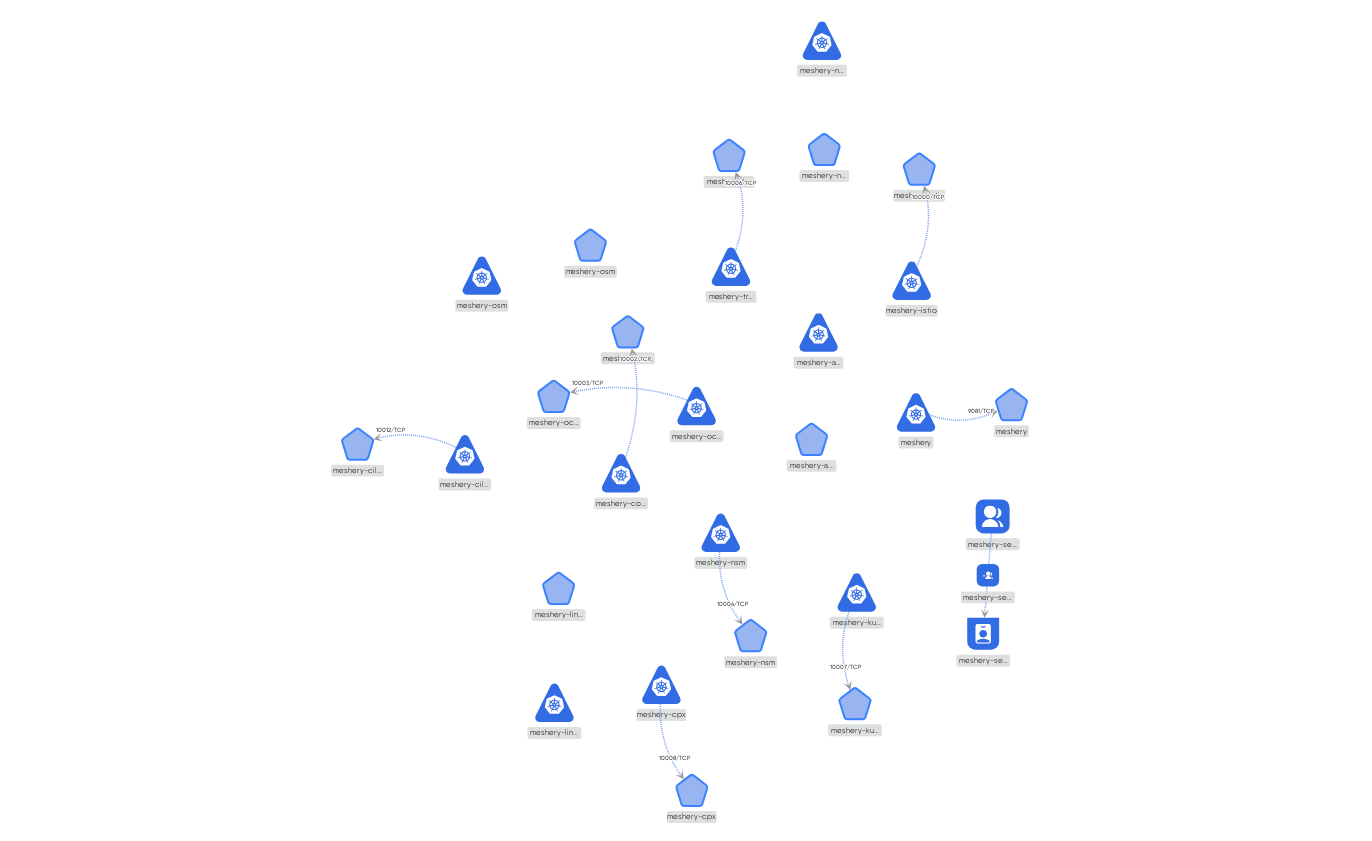 meshery-n...
meshery-n...
10006/TCP
10000/TCP
meshery-osm
meshery-osm
meshery-tr...
meshery-istio
10002/TCP
meshery-a...
10003/TCP
meshery-oc...
meshery-oc...
9081/TCP
meshery
meshery
10012/TCP
meshery-cil...
meshery-cil...
meshery-a...
meshery-co...
meshery-se...
meshery-nsm
meshery-se...
10004/TCP
meshery-lin...
meshery-ku...
meshery-nsm
meshery-se...
10007/TCP
meshery-cpx
meshery-lin...
meshery-ku...
10008/TCP
meshery-cpx